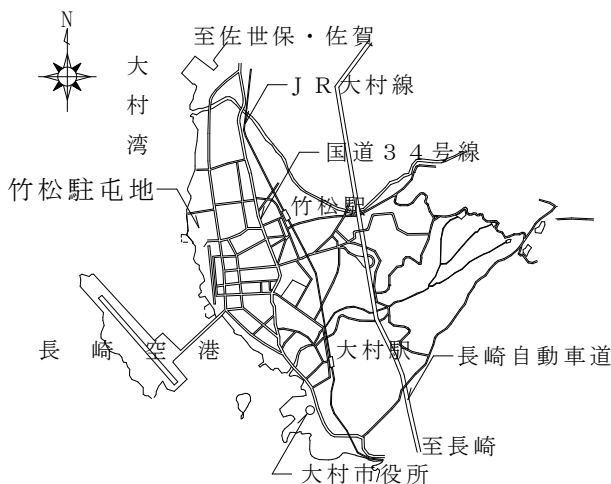 N
至佐世保・佐賀
大村湾
ＪＲ大村線
国道３４号線
竹松駐屯地
竹松駅
長崎空港
大村駅
長崎自動車道
至長崎
大村市役所